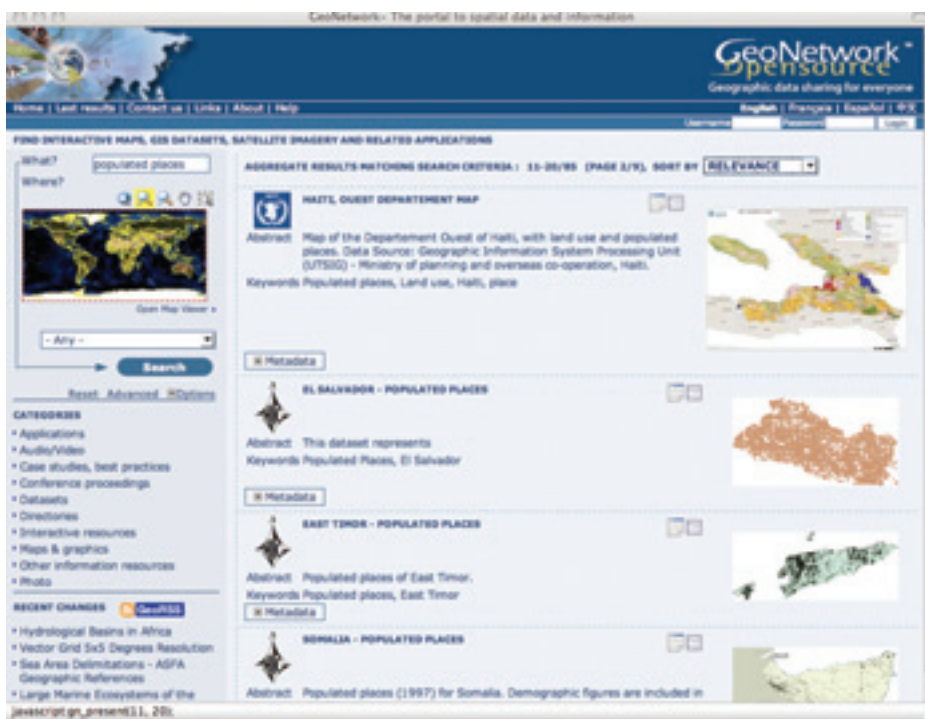 GeoNetwork - The portal to spatial data and information
GeoNetwork
Opensource
Geographic data sharing for everyone
Home | Last results | Contact us | Links | About | Help
English | Français | Español | 中文
Username Password Login
FIND INTERACTIVE MAPS, GIS DATASETS, SATELLITE IMAGERY AND RELATED APPLICATIONS
What? populated places
Where?
Open Map Viewer »
- Any -
Search
Reset Advanced Options
CATEGORIES
Applications
Audio/Video
Case studies, best practices
Conference proceedings
Datasets
Directories
Interactive resources
Maps & graphics
Other information resources
Photo
RECENT CHANGES GeoRSS
Hydrological Basins in Africa
Vector Grid 5x5 Degrees Resolution
Sea Area Delimitations - ASFA
Geographic References
Large Marine Ecosystems of the
AGGREGATE RESULTS MATCHING SEARCH CRITERIA : 11-20/85 (PAGE 2/9), SORT BY RELEVANCE
HAITI, OUEST DEPARTEMENT MAP
Abstract Map of the Departement Ouest of Haiti, with land use and populated
places. Data Source: Geographic Information System Processing Unit
(UTSIG) - Ministry of planning and overseas co-operation, Haiti.
Keywords Populated places, Land use, Haiti, place
Metadata
EL SALVADOR - POPULATED PLACES
Abstract This dataset represents
Keywords Populated Places, El Salvador
Metadata
EAST TIMOR - POPULATED PLACES
Abstract Populated places of East Timor.
Keywords Populated places, East Timor
Metadata
SOMALIA - POPULATED PLACES
Abstract Populated places (1997) for Somalia. Demographic figures are included in
javascript:gn_present(11, 20);